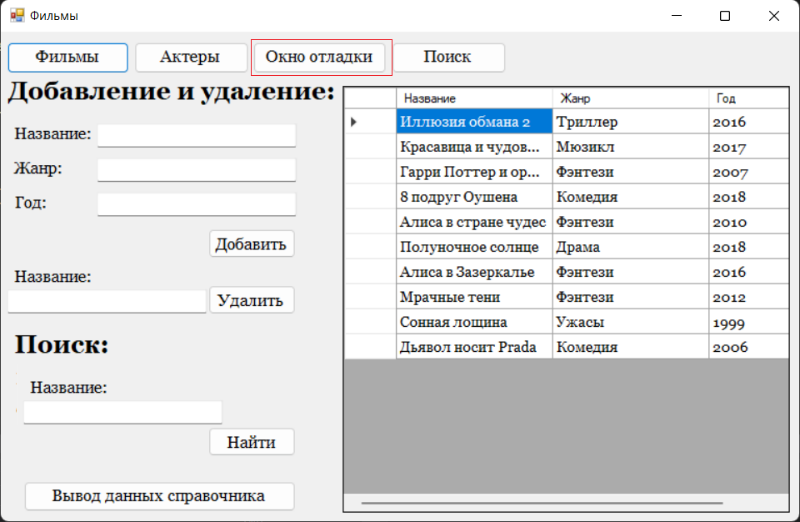 Фильмы
Фильмы Актеры Окно отладки Поиск
Добавление и удаление:
Название:
Жанр:
Год:
Добавить
Название:
Удалить
Поиск:
Название:
Найти
Вывод данных справочника
Название Жанр Год
Иллюзия обмана 2 Триллер 2016
Красавица и чудов... Мюзикл 2017
Гарри Поттер и ор... Фэнтези 2007
8 подруг Оушена Комедия 2018
Алиса в стране чудес Фэнтези 2010
Полуночное солнце Драма 2018
Алиса в Зазеркалье Фэнтези 2016
Мрачные тени Фэнтези 2012
Сонная лощина Ужасы 1999
Дьявол носит Prada Комедия 2006